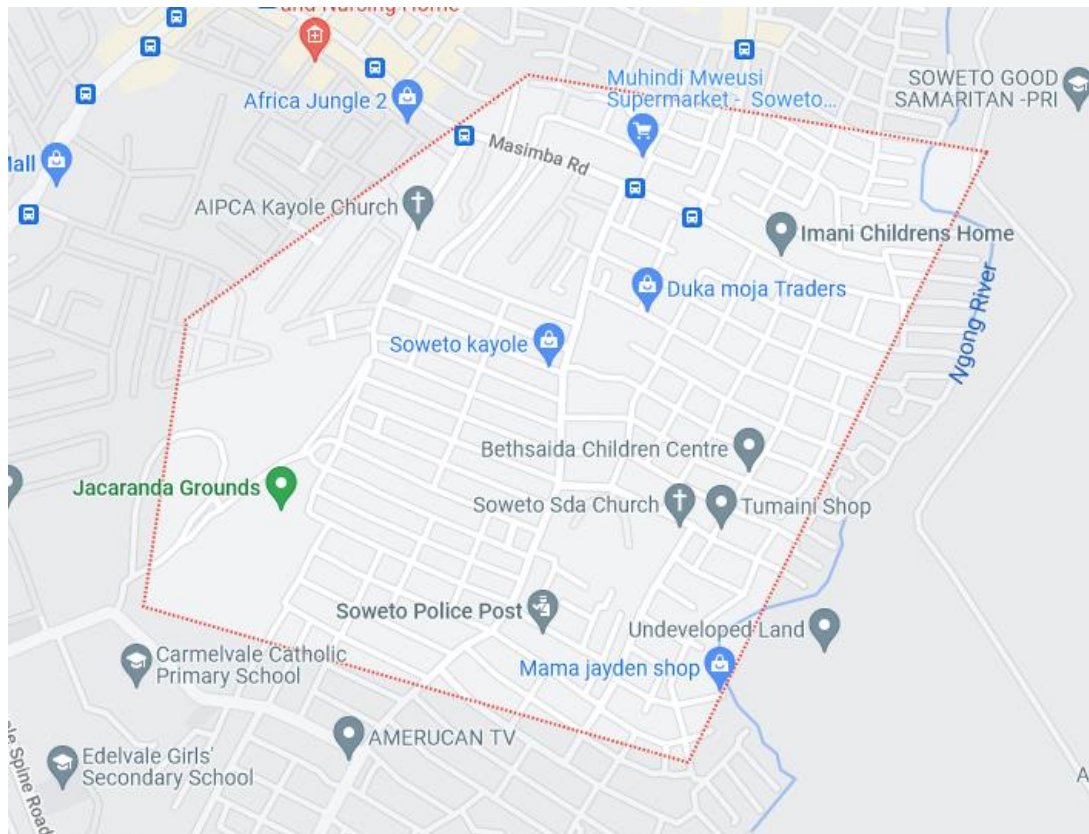 and Nursing Home
Africa Jungle 2
Muhindi Mweusi
Supermarket - Soweto...
SOWETO GOOD
SAMARITAN -PRI
Masimba Rd
Mall
AIPCA Kayole Church
Imani Childrens Home
Duka moja Traders
Ngong River
Soweto kayole
Bethsaida Children Centre
Jacaranda Grounds
Soweto Sda Church
Tumaini Shop
Soweto Police Post
Undeveloped Land
Carmelvale Catholic
Primary School
Mama jayden shop
AMERUCAN TV
Edelvale Girls'
Secondary School
Spine Road
A